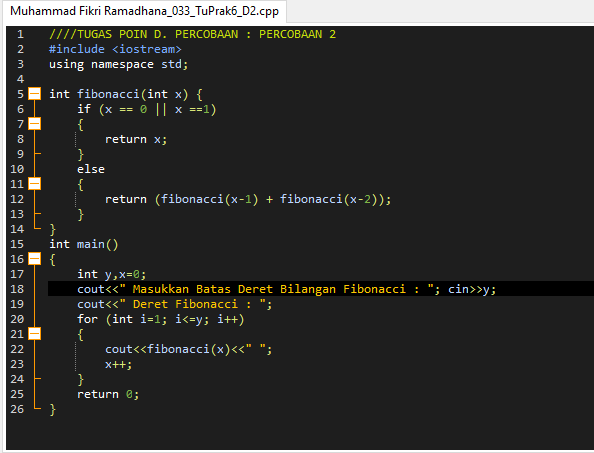 Muhammad Fikri Ramadhana_033_TuPrak6_D2.cpp
1 ////TUGAS POIN D. PERCOBAAN : PERCOBAAN 2
2 #include <iostream>
3 using namespace std;
4
5 int fibonacci(int x) {
6 if (x == 0 || x ==1)
7 {
8 return x;
9 }
10 else
11 {
12 return (fibonacci(x-1) + fibonacci(x-2));
13 }
14 }
15 int main()
16 {
17 int y,x=0;
18 cout<<" Masukkan Batas Deret Bilangan Fibonacci : "; cin>>y;
19 cout<<" Deret Fibonacci : ";
20 for (int i=1; i<=y; i++)
21 {
22 cout<<fibonacci(x)<<" ";
23 x++;
24 }
25 return 0;
26 }